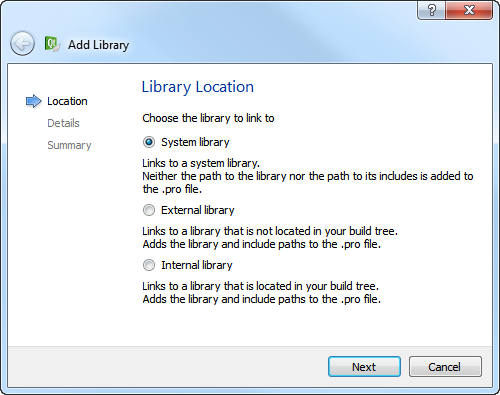 Add Library
Location
Details
Summary
Library Location
Choose the library to link to
System library
Links to a system library.
Neither the path to the library nor the path to its includes is added to
the .pro file.
External library
Links to a library that is not located in your build tree.
Adds the library and include paths to the .pro file.
Internal library
Links to a library that is located in your build tree.
Adds the library and include paths to the .pro file.
Next
Cancel